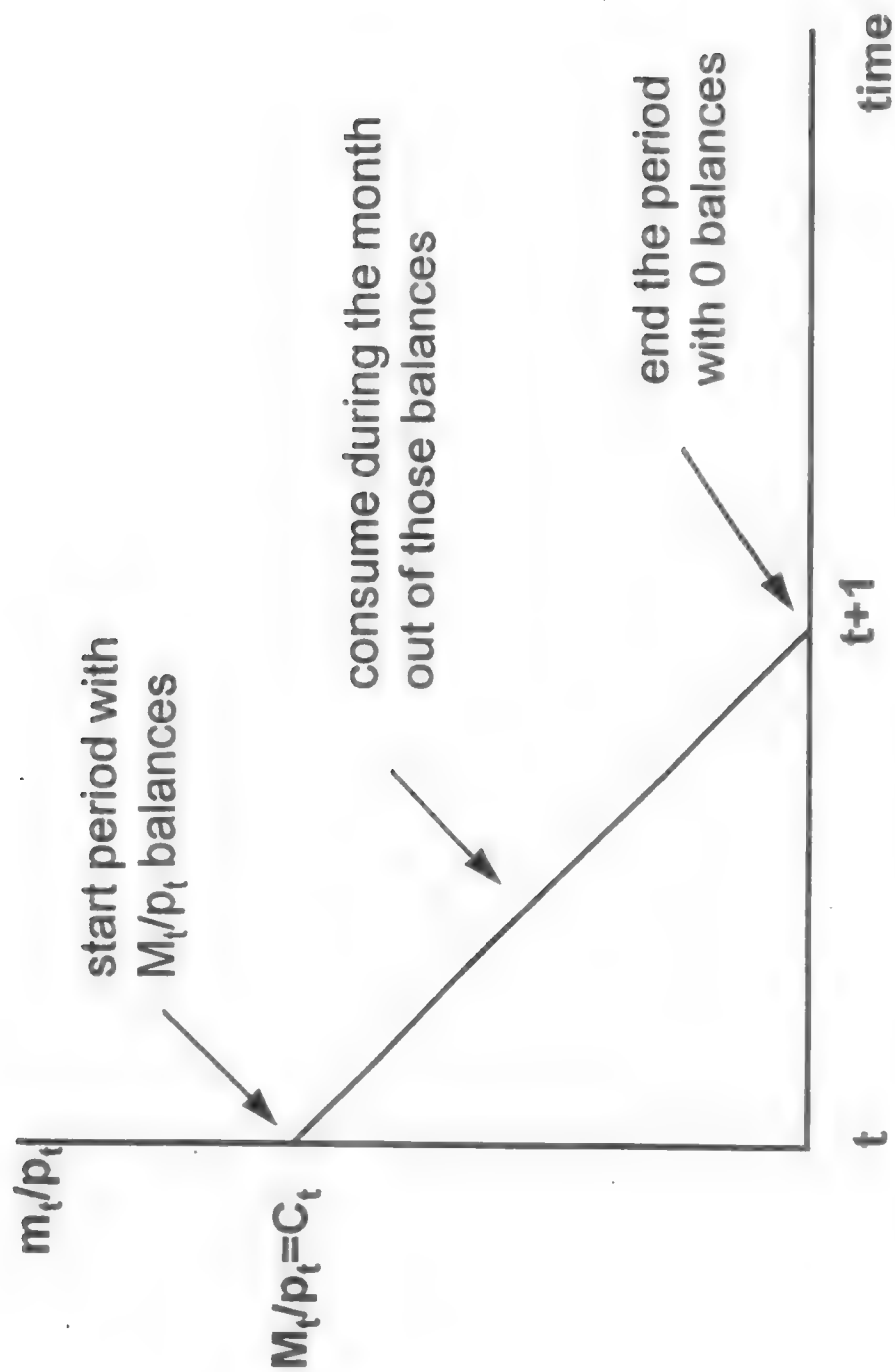 m_t/p_t
start period with
M_t/p_t balances
M_t/p_t=C_t
consume during the month
out of those balances
end the period
with 0 balances
t
t+1
time